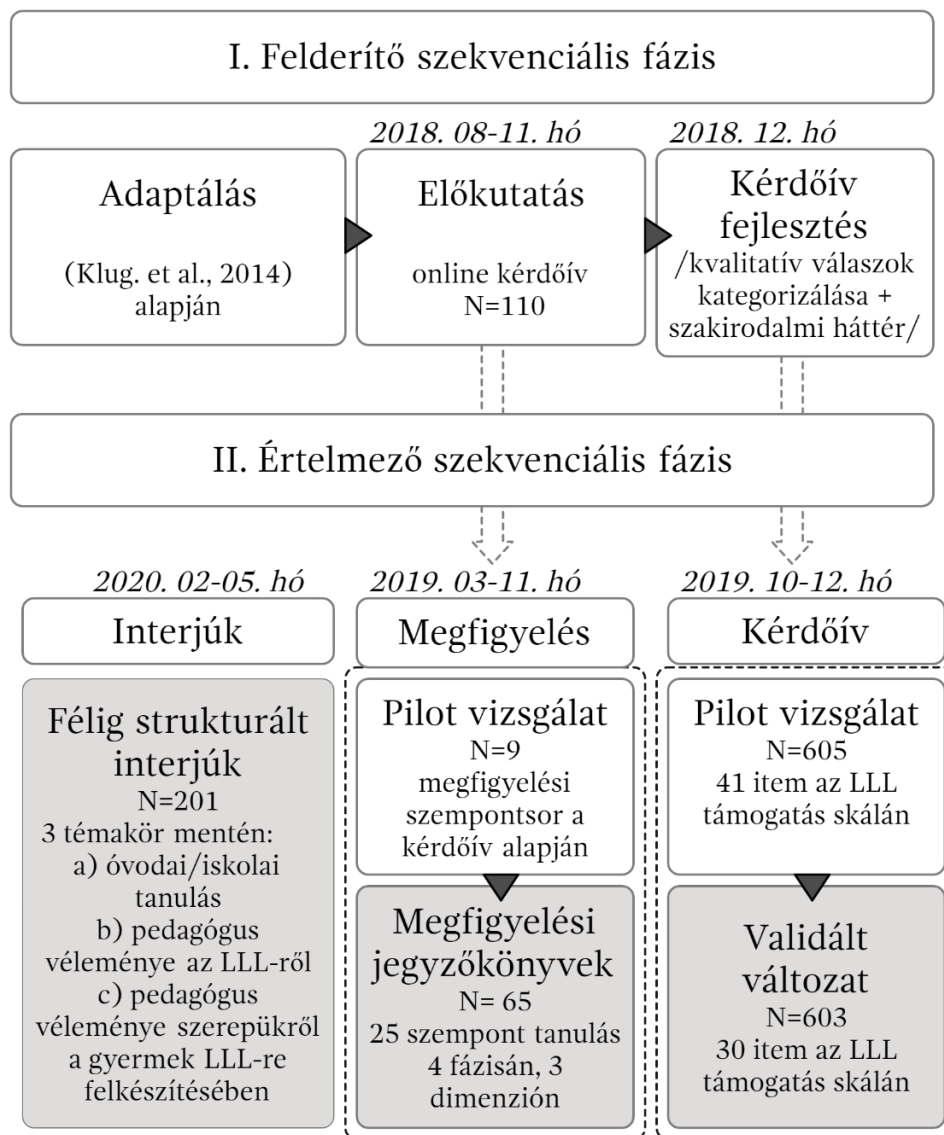 I. Felderítő szekvenciális fázis
Adaptálás
(Klug. et al., 2014)
alapján
2018. 08-11. hó
Előkutatás
online kérdőív
N=110
2018. 12. hó
Kérdőív
fejlesztés
/kvalitatív válaszok
kategorizálása +
szakirodalmi háttér/
II. Értelmező szekvenciális fázis
2020. 02-05. hó
Interjúk
Félig strukturált
interjúk
N=201
3 témakör mentén:
a) óvodai/iskolai
tanulás
b) pedagógus
véleménye az LLL-ről
c) pedagógus
véleménye szerepükről
a gyermek LLL-re
felkészítésében
2019. 03-11. hó
Megfigyelés
Pilot vizsgálat
N=9
megfigyelési
szempontsor a
kérdőív alapján
Megfigyelési
jegyzőkönyvek
N= 65
25 szempont tanulás
4 fázisán, 3
dimenzión
2019. 10-12. hó
Kérdőív
Pilot vizsgálat
N=605
41 item az LLL
támogatás skálán
Validált
változat
N=603
30 item az LLL
támogatás skálán